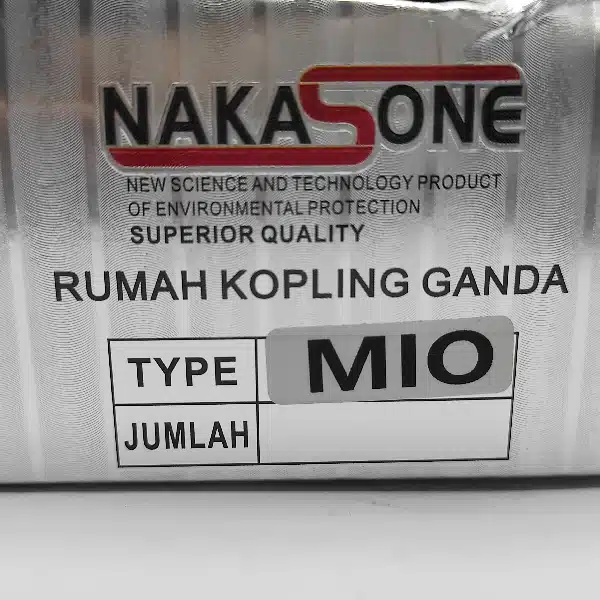 NAKASONE
NEW SCIENCE AND TECHNOLOGY PRODUCT
OF ENVIRONMENTAL PROTECTION
SUPERIOR QUALITY
RUMAH KOPLING GANDA
TYPE MIO
JUMLAH